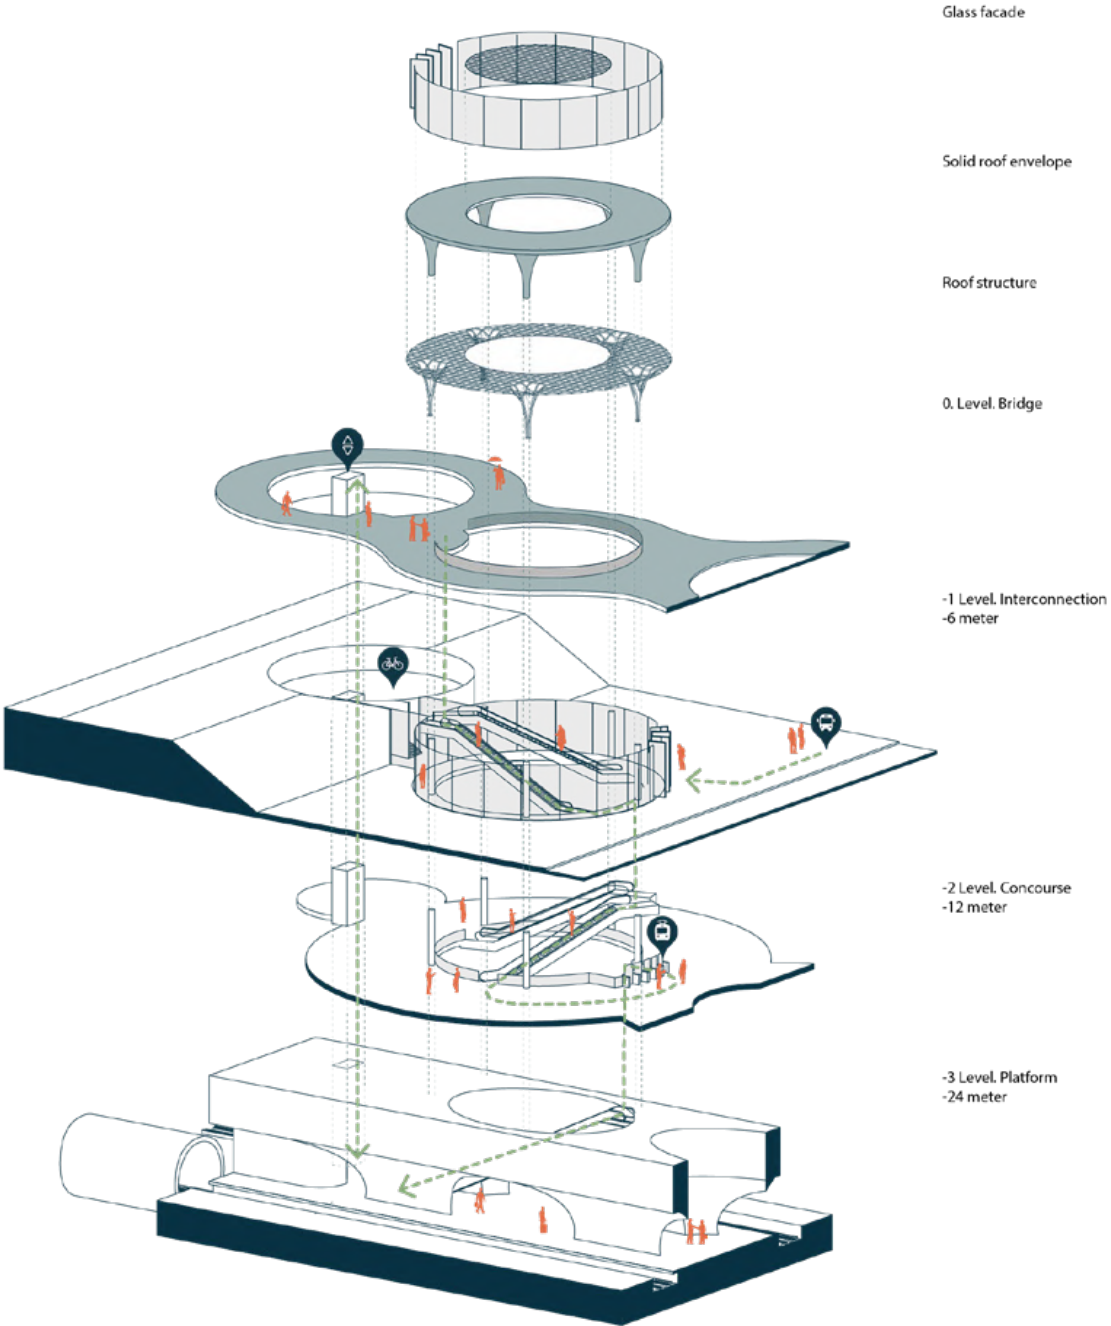 Glass facade
Solid roof envelope
Roof structure
0. Level. Bridge
-1 Level. Interconnection
-6 meter
-2 Level. Concourse
-12 meter
-3 Level. Platform
-24 meter